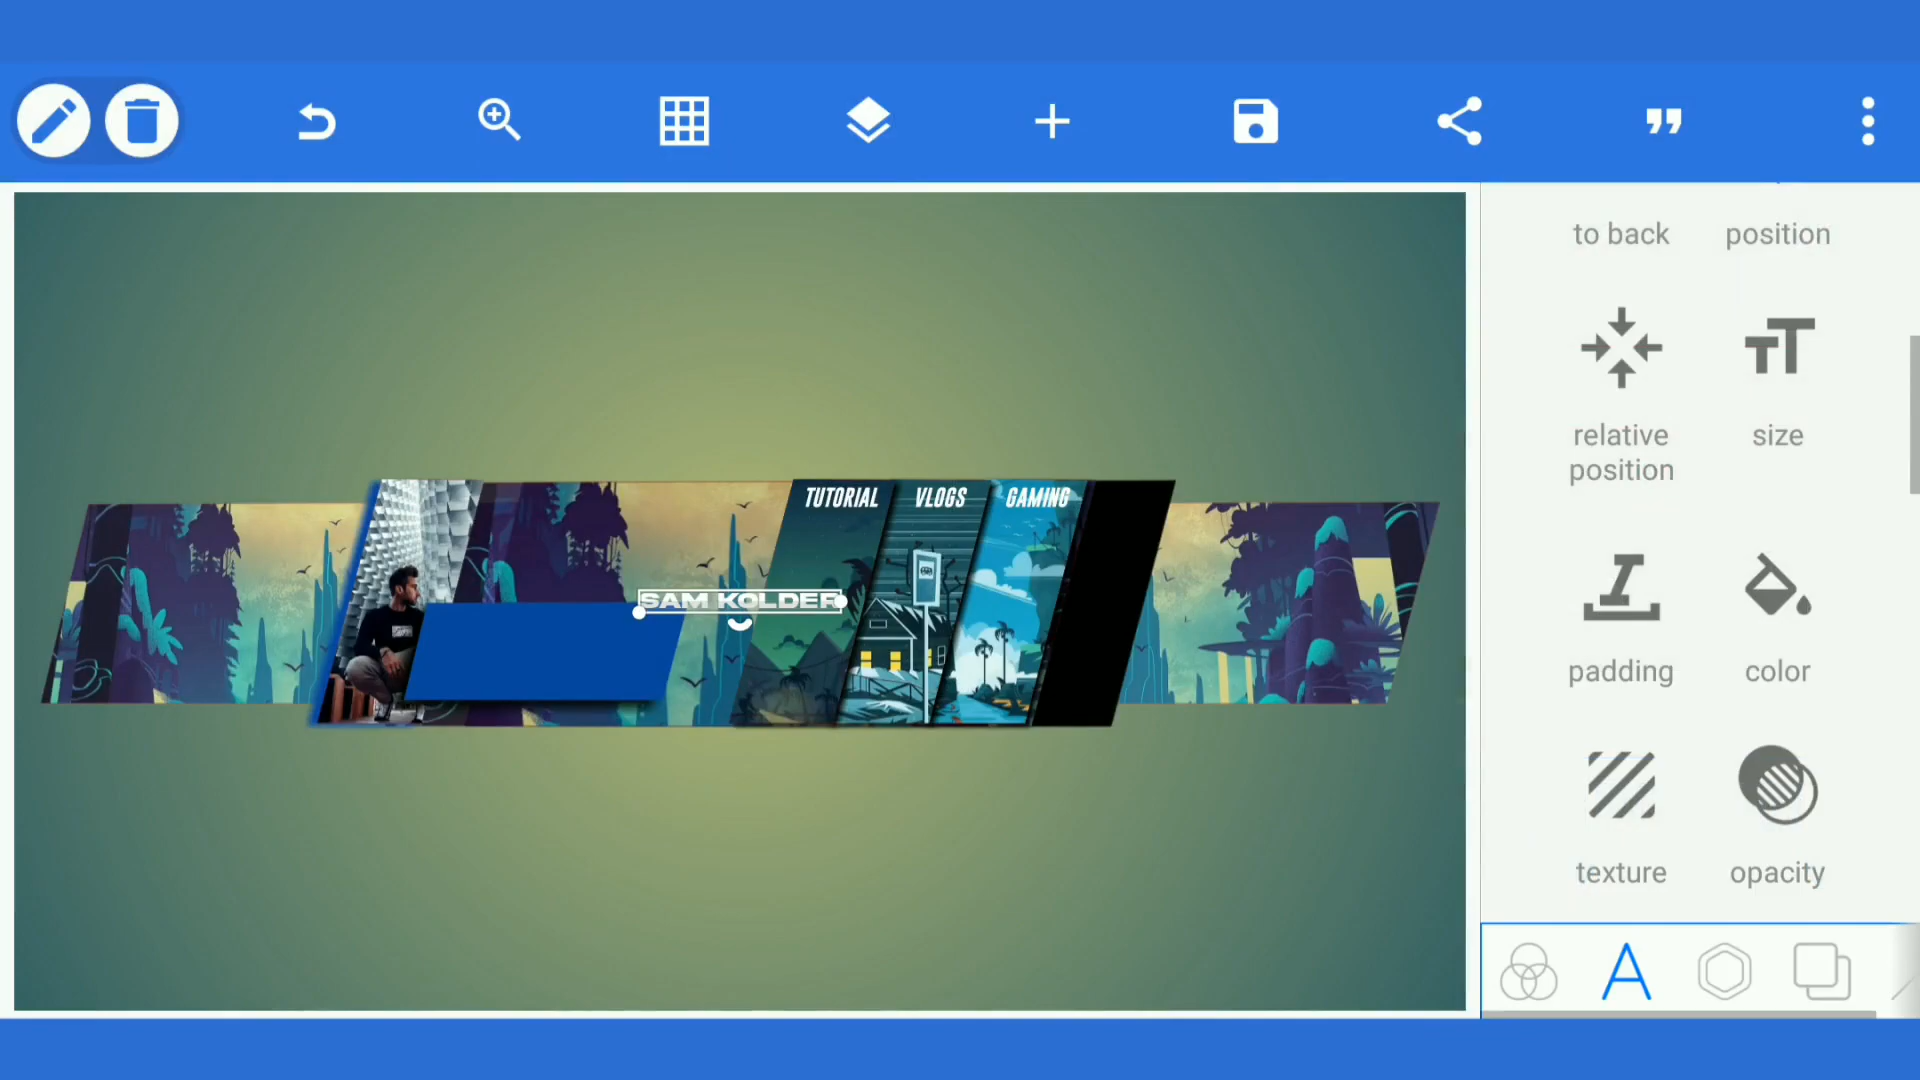 to back
position
TUTORIAL
VLOGS
GAMING
relative
position
size
SAM KOLDER
padding
color
texture
opacity